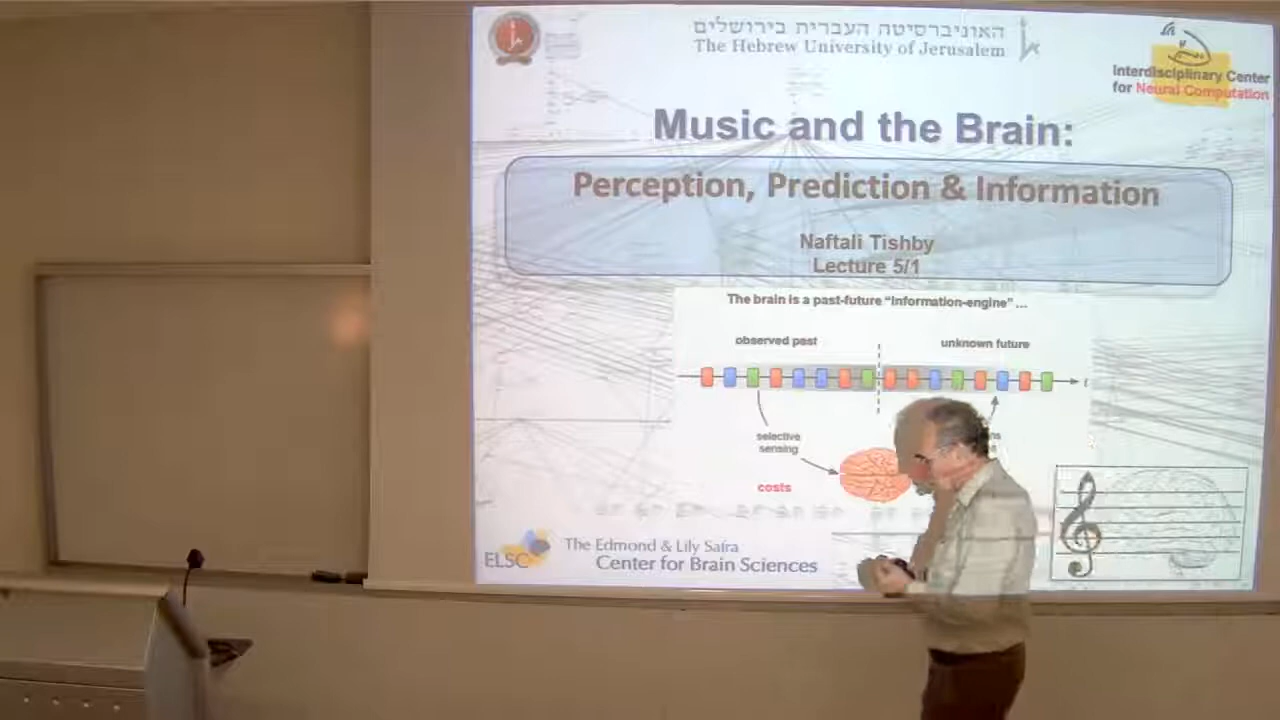 האוניברסיטה העברית בירושלים
The Hebrew University of Jerusalem
Interdisciplinary Center
for Neural Computation
Music and the Brain:
Perception, Prediction & Information
Naftali Tishby
Lecture 5/1
The brain is a past-future “information-engine” ...
observed past
unknown future
t
selective
sensing
costs
ELSC
The Edmond & Lily Safra
Center for Brain Sciences